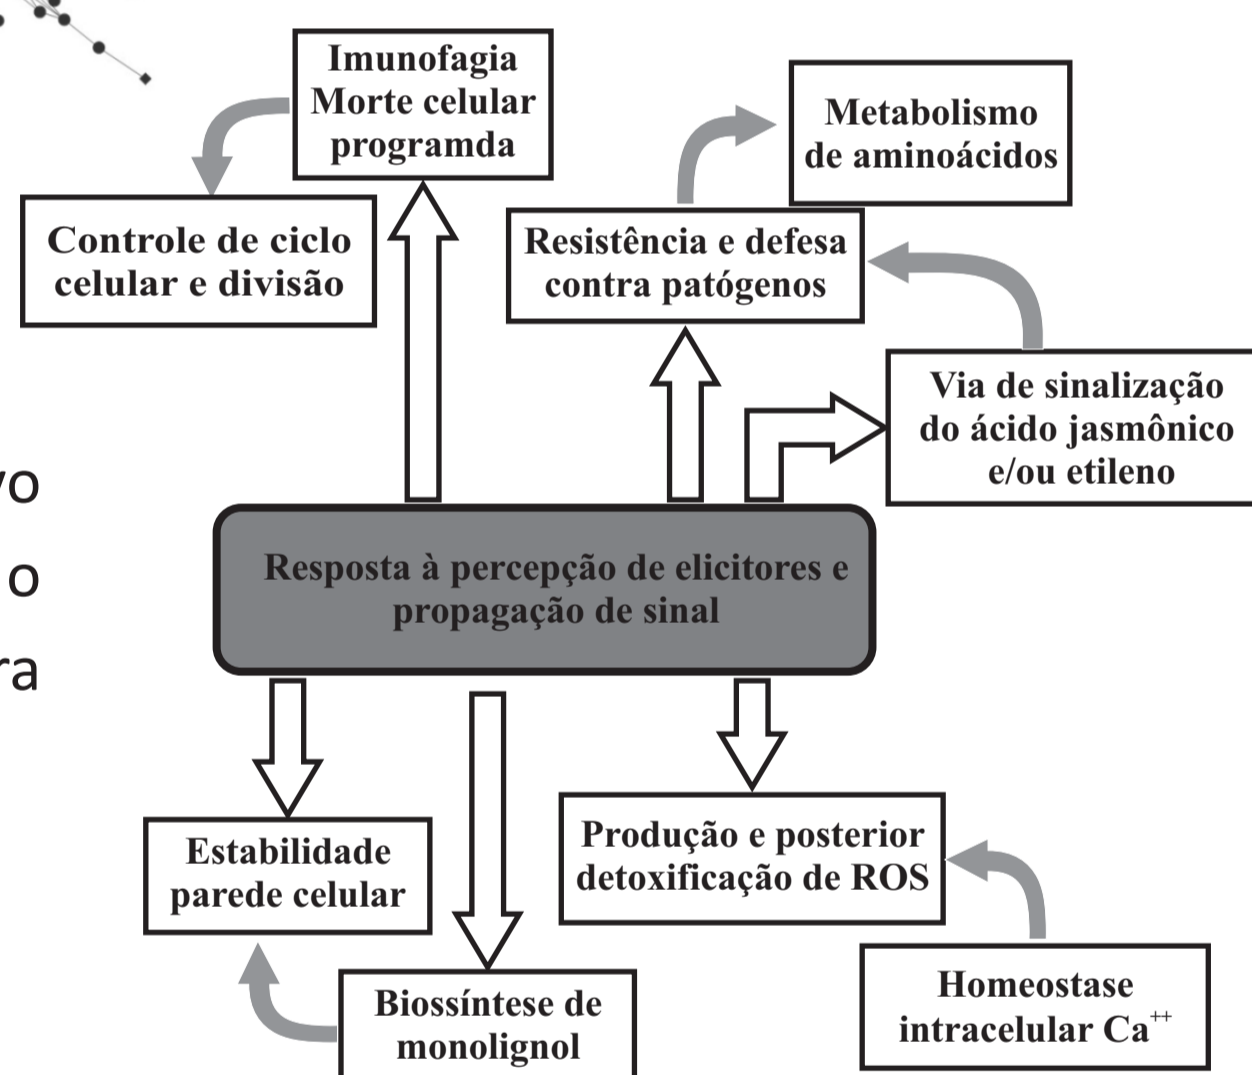 Imunofagia
Morte celular
programda
Metabolismo
de aminoácidos
Controle de ciclo
celular e divisão
Resistência e defesa
contra patógenos
Via de sinalização
do ácido jasmônico
e/ou etileno
o
Resposta à percepção de elicitores e
propagação de sinal
Estabilidade
parede celular
Produção e posterior
detoxificação de ROS
Biossíntese de
monolignol
Homeostase
intracelular Ca++